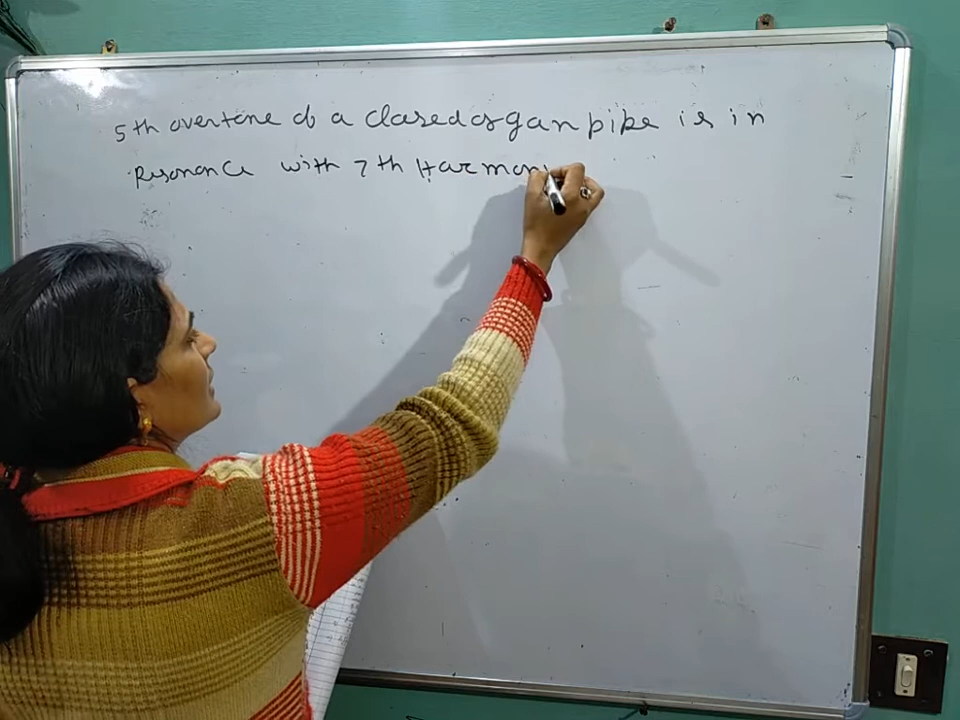 5th overtone of a closed organ pipe is in
Resonance with 7th Harmon